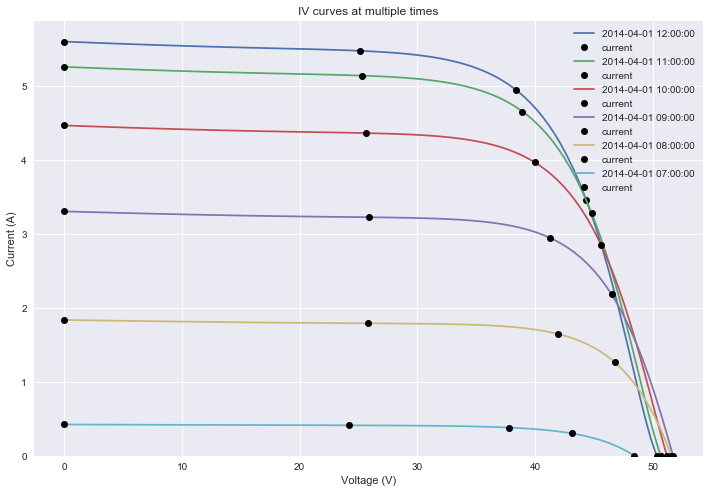 IV curves at multiple times
2014-04-01 12:00:00
current
2014-04-01 11:00:00
current
2014-04-01 10:00:00
current
2014-04-01 09:00:00
current
2014-04-01 08:00:00
current
2014-04-01 07:00:00
current
Current (A)
5
4
3
2
1
0
0
10
20
30
40
50
Voltage (V)